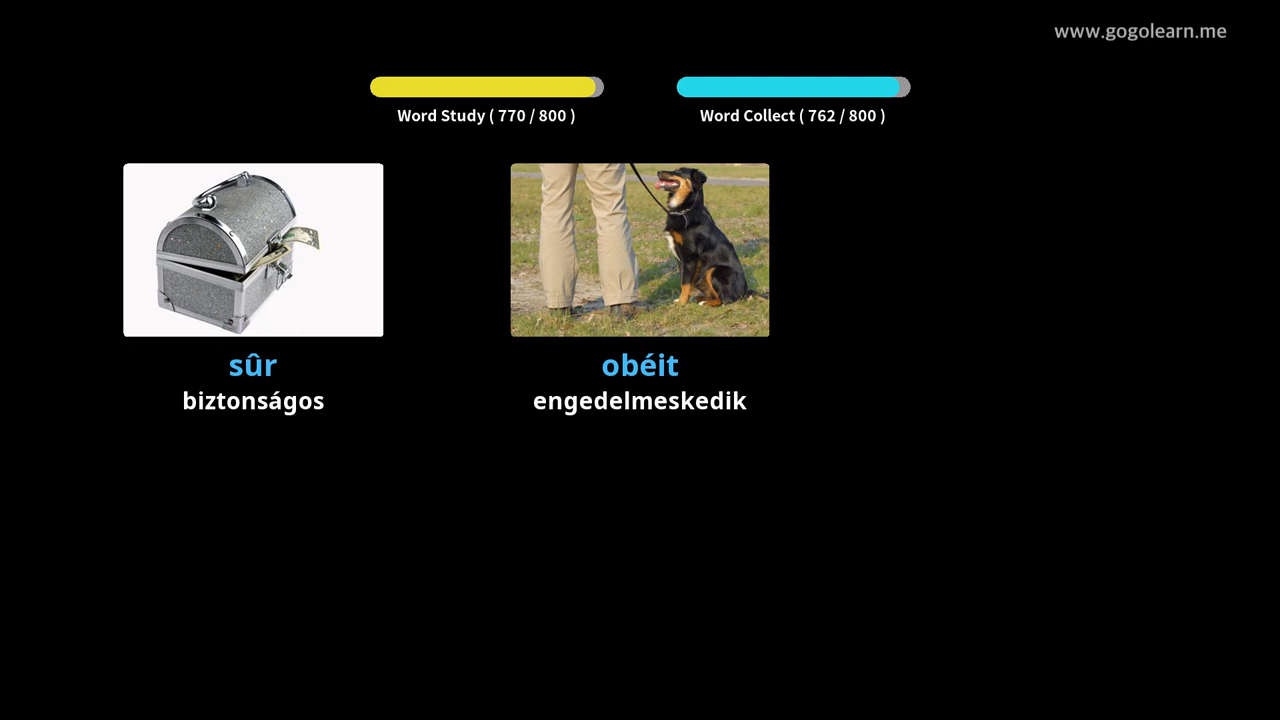 www.gogolearn.me
Word Study ( 770 / 800 )
Word Collect ( 762 / 800 )
sûr
biztonságos
obéit
engedelmeskedik